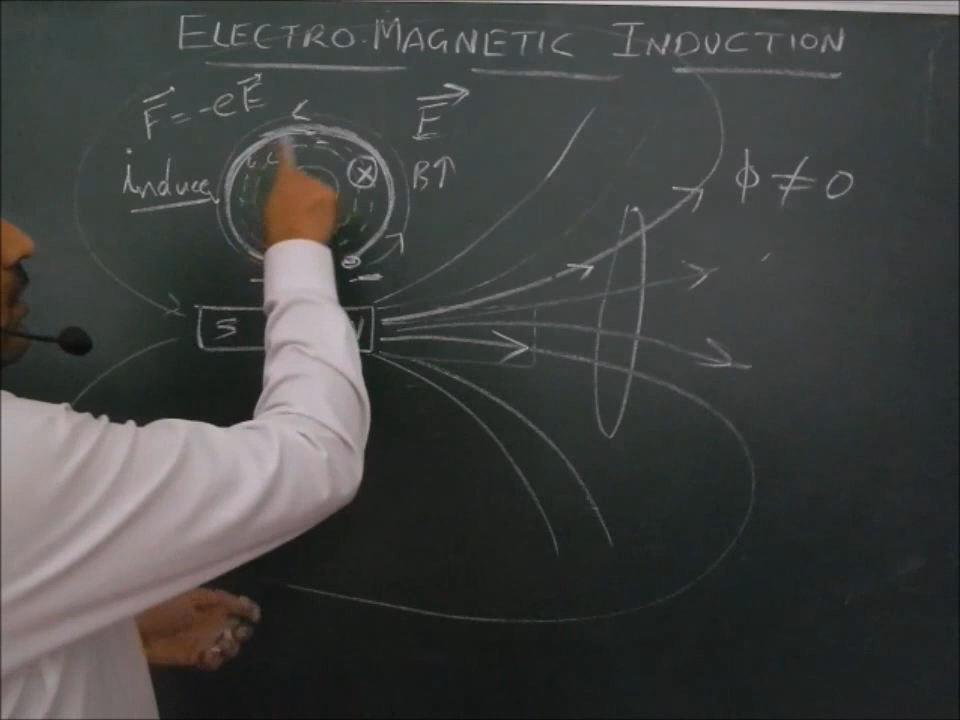 ELECTRO-MAGNETIC INDUCTION
F⃗ = -eE⃗
E⃗
induce
B↑
ϕ ≠ 0
S N